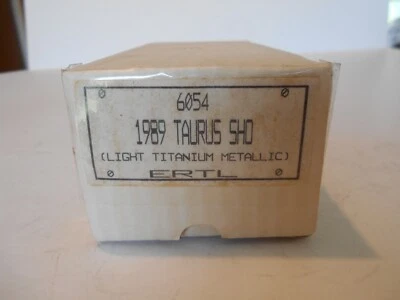 6054
1989 TAURUS SHO
(LIGHT TITANIUM METALLIC)
ERTL